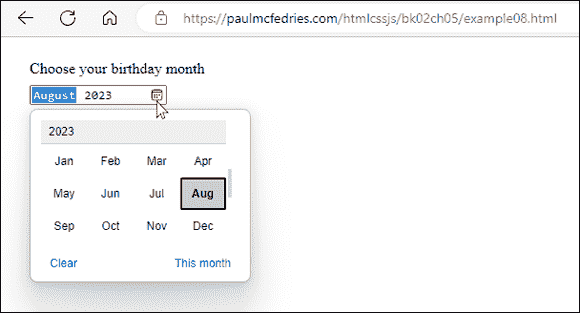 https://paulmcfedries.com/htmlcssjs/bk02ch05/example08.html
Choose your birthday month
August 2023
2023
Jan Feb Mar Apr
May Jun Jul Aug
Sep Oct Nov Dec
Clear This month